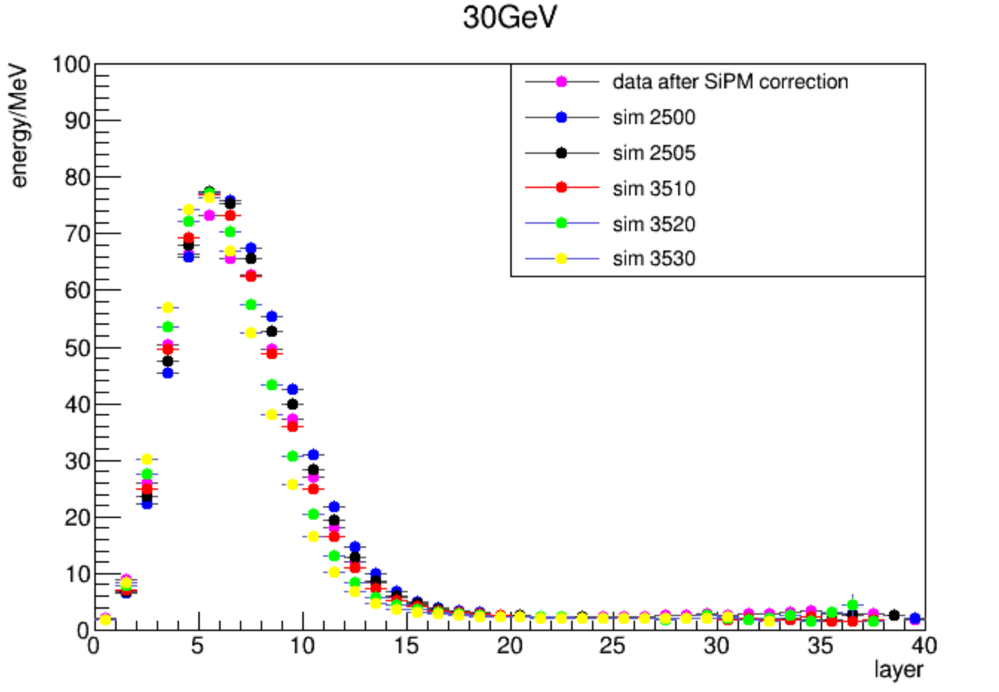 30GeV
energy/MeV
100
90
80
70
60
50
40
30
20
10
0
data after SiPM correction
sim 2500
sim 2505
sim 3510
sim 3520
sim 3530
0 5 10 15 20 25 30 35 40
layer